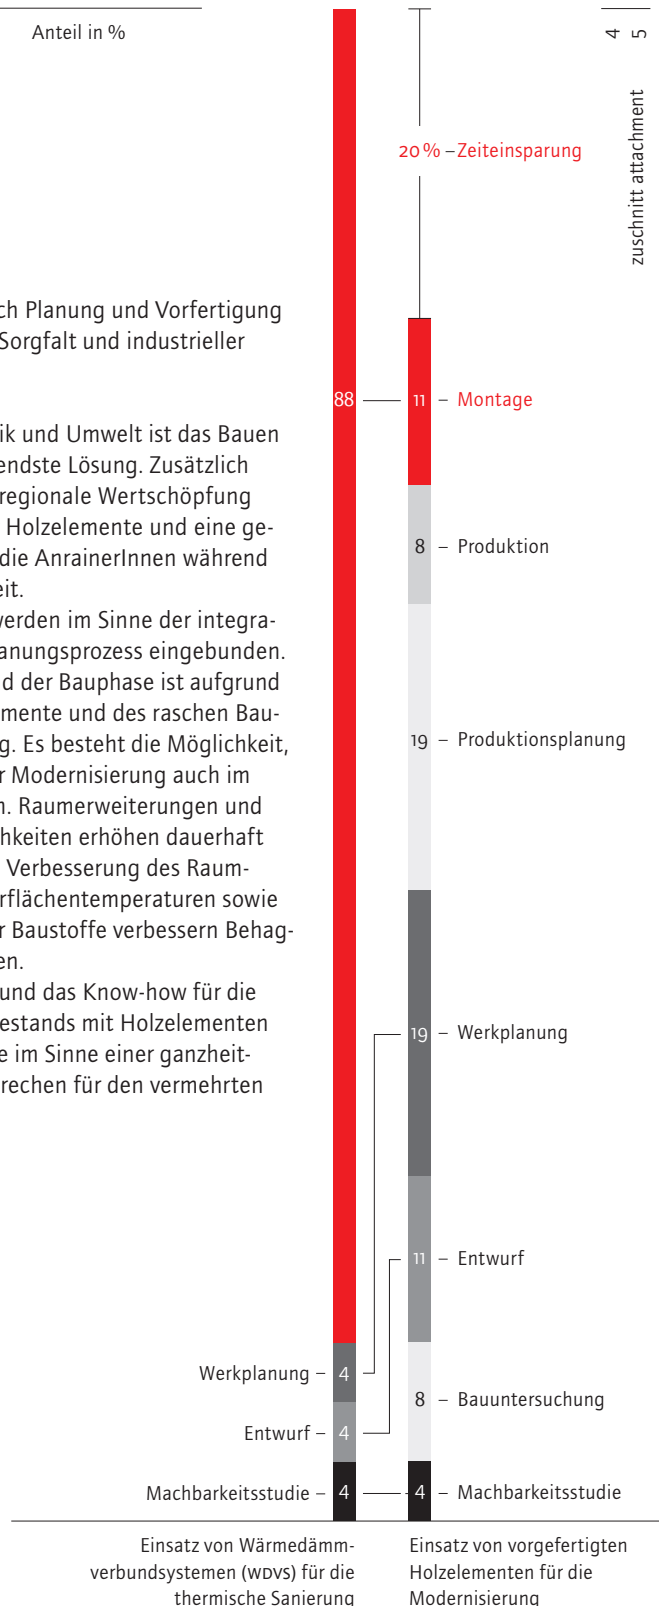 Anteil in %
4
5
zuschnitt attachment
20 % – Zeiteinsparung
ch Planung und Vorfertigung
Sorgfalt und industrieller
ik und Umwelt ist das Bauen
endste Lösung. Zusätzlich
regionale Wertschöpfung
Holzelemente und eine ge-
die AnrainerInnen während
eit.
werden im Sinne der integra-
anungsprozess eingebunden.
d der Bauphase ist aufgrund
mente und des raschen Bau-
g. Es besteht die Möglichkeit,
r Modernisierung auch im
n. Raumerweiterungen und
chkeiten erhöhen dauerhaft
Verbesserung des Raum-
erflächentemperaturen sowie
r Baustoffe verbessern Behag-
en.
und das Know-how für die
estands mit Holzelementen
e im Sinne einer ganzheit-
rechen für den vermehrten
88
11 – Montage
8 – Produktion
19 – Produktionsplanung
19 – Werkplanung
11 – Entwurf
Werkplanung – 4
8 – Bauuntersuchung
Entwurf – 4
Machbarkeitsstudie – 4
4 – Machbarkeitsstudie
Einsatz von Wärmedämm-
verbundsystemen (WDVS) für die
thermische Sanierung
Einsatz von vorgefertigten
Holzelementen für die
Modernisierung